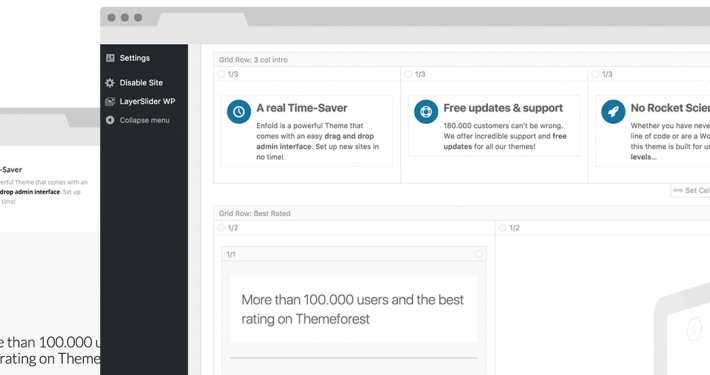 Settings
Disable Site
LayerSlider WP
Collapse menu
Grid Row: 3 col intro
1/3
1/3
1/3
A real Time-Saver
Enfold is a powerful Theme that
comes with an easy drag and drop
admin interface. Set up new sites in
no time!
Free updates & support
180.000 customers can't be wrong.
We offer incredible support and free
updates for all our themes!
No Rocket Scien
Whether you have neve
line of code or are a Wo
this theme is built for us
levels...
Set Cel
Grid Row: Best Rated
1/2
1/2
1/1
More than 100.000 users and the best
rating on Themeforest
-Saver
erful Theme that comes with an
drop admin interface. Set up
time!
e than 100.000 u
rating on Theme